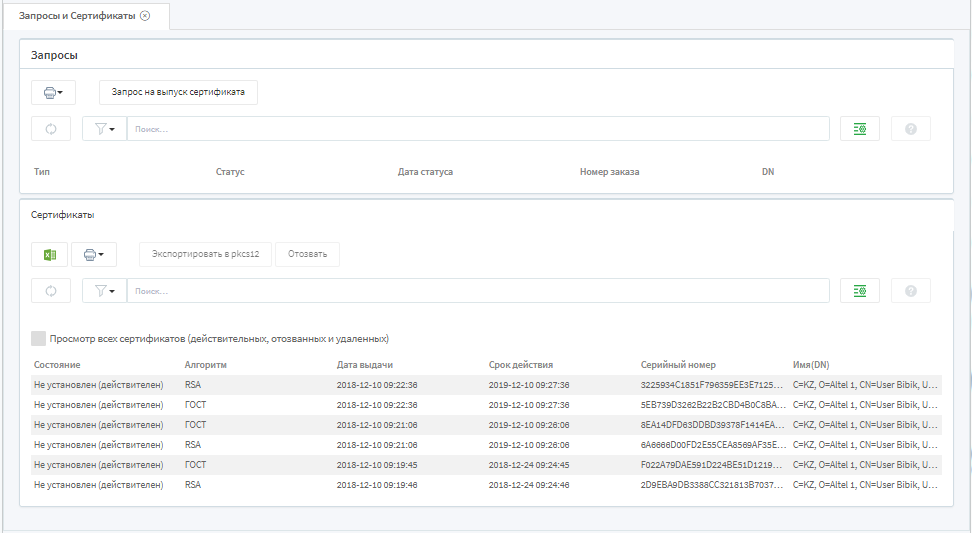 Запросы и Сертификаты
Запросы
Запрос на выпуск сертификата
Поиск...
Тип Статус Дата статуса Номер заказа DN
Сертификаты
Экспортировать в pkcs12 Отозвать
Поиск...
Просмотр всех сертификатов (действительных, отозванных и удаленных)
Состояние Алгоритм Дата выдачи Срок действия Серийный номер Имя(DN)
Не установлен (действителен) RSA 2018-12-10 09:22:36 2019-12-10 09:27:36 3225934C1851F796359EE3E7125... C=KZ, O=Altel 1, CN=User Bibik, U...
Не установлен (действителен) ГОСТ 2018-12-10 09:22:36 2019-12-10 09:27:36 5EB739D3262B22B2CBD4B0C8BA... C=KZ, O=Altel 1, CN=User Bibik, U...
Не установлен (действителен) ГОСТ 2018-12-10 09:21:06 2019-12-10 09:26:06 8EA14DFD63DDBD39378F1414EA... C=KZ, O=Altel 1, CN=User Bibik, U...
Не установлен (действителен) RSA 2018-12-10 09:21:06 2019-12-10 09:26:08 6A6666D00FD2E55CEA8569AF35E... C=KZ, O=Altel 1, CN=User Bibik, U...
Не установлен (действителен) ГОСТ 2018-12-10 09:19:45 2018-12-24 09:24:45 F022A79DAE591D224BE51D1219... C=KZ, O=Altel 1, CN=User Bibik, U...
Не установлен (действителен) RSA 2018-12-10 09:19:46 2018-12-24 09:24:46 2D9EBA9DB3388CC321813B7037... C=KZ, O=Altel 1, CN=User Bibik, U...